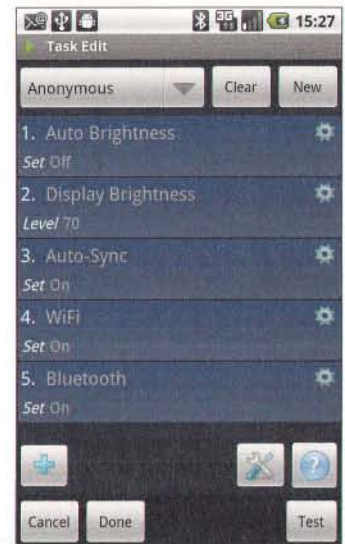 3G 15:27
Task Edit
Anonymous Clear New
1. Auto Brightness
Set Off
2. Display Brightness
Level 70
3. Auto-Sync
Set On
4. WiFi
Set On
5. Bluetooth
Set On
?
Cancel Done Test